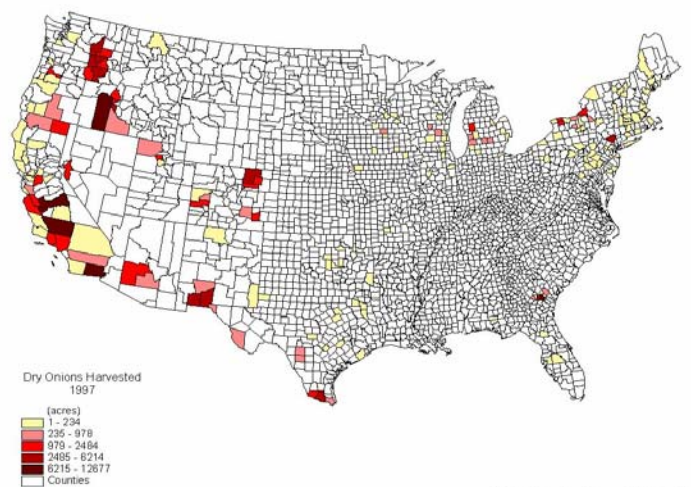 Dry Onions Harvested
1997
(acres)
1 - 234
235 - 978
979 - 2484
2485 - 6214
6215 - 12677
Counties